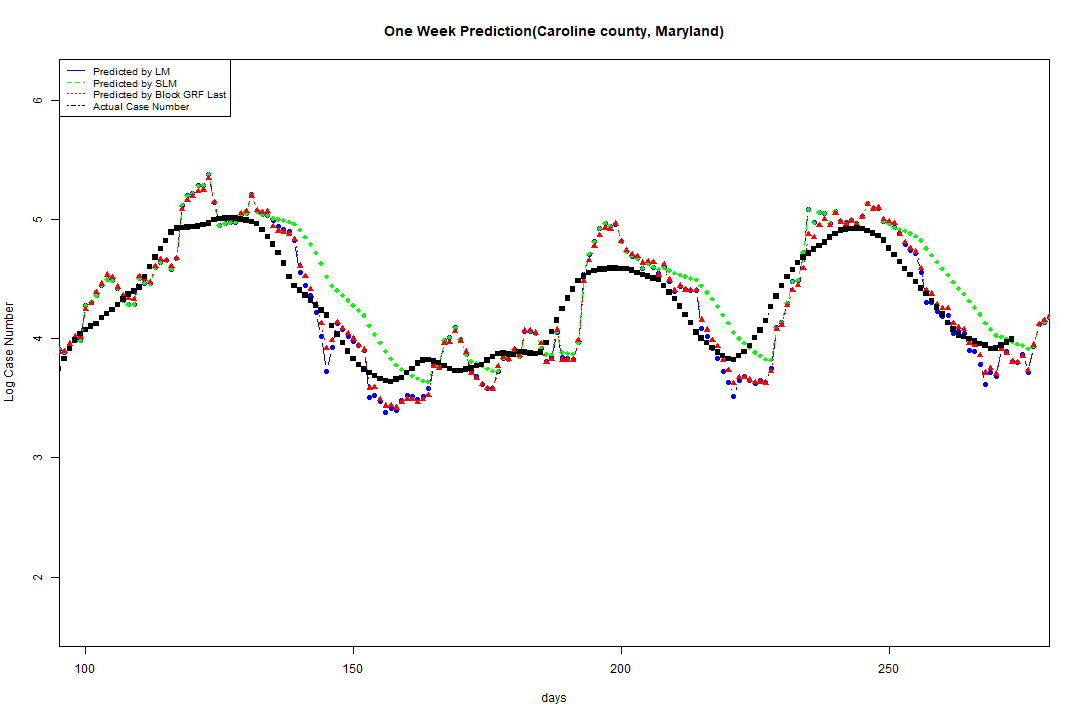 One Week Prediction(Caroline county, Maryland)
Predicted by LM
Predicted by SLM
Predicted by Block GRF Last
Actual Case Number
Log Case Number
6
5
4
3
2
100
150
200
250
days